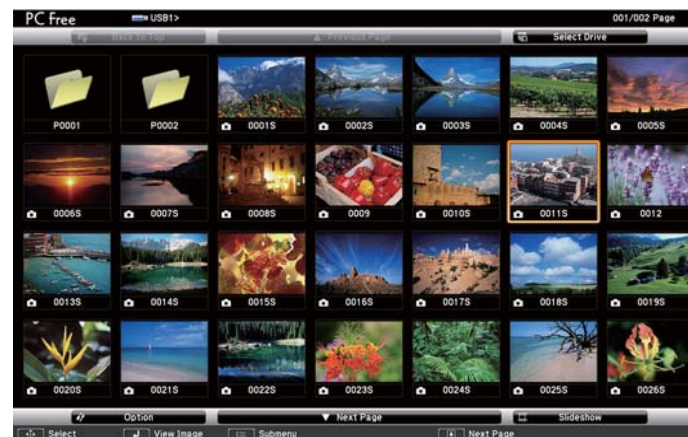 PC Free USB1> 001/002 Page
Back to Top ▲ Previous Page Select Drive
P0001 P0002 0001S 0002S 0003S 0004S 0005S
0006S 0007S 0008S 0009 0010S 0011S 0012
0013S 0014S 0015S 0016S 0017S 0018S 0019S
0020S 0021S 0022S 0023S 0024S 0025S 0026S
Option ▼ Next Page Slideshow
Select View Image Submenu Next Page